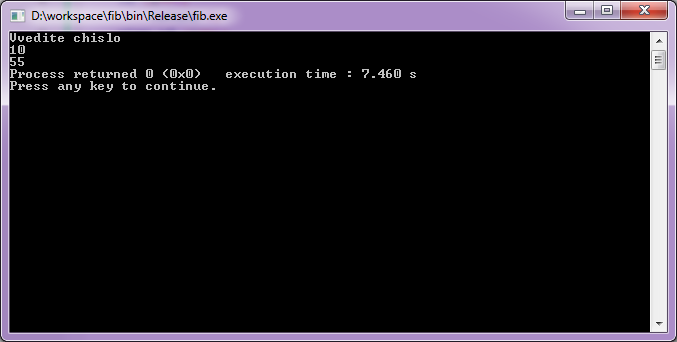 D:\workspace\fib\bin\Release\fib.exe
Vvedite chislo
10
55
Process returned 0 (0x0)   execution time : 7.460 s
Press any key to continue.